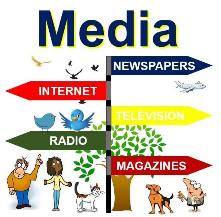 Media
NEWSPAPERS
INTERNET
TELEVISION
RADIO
MAGAZINES